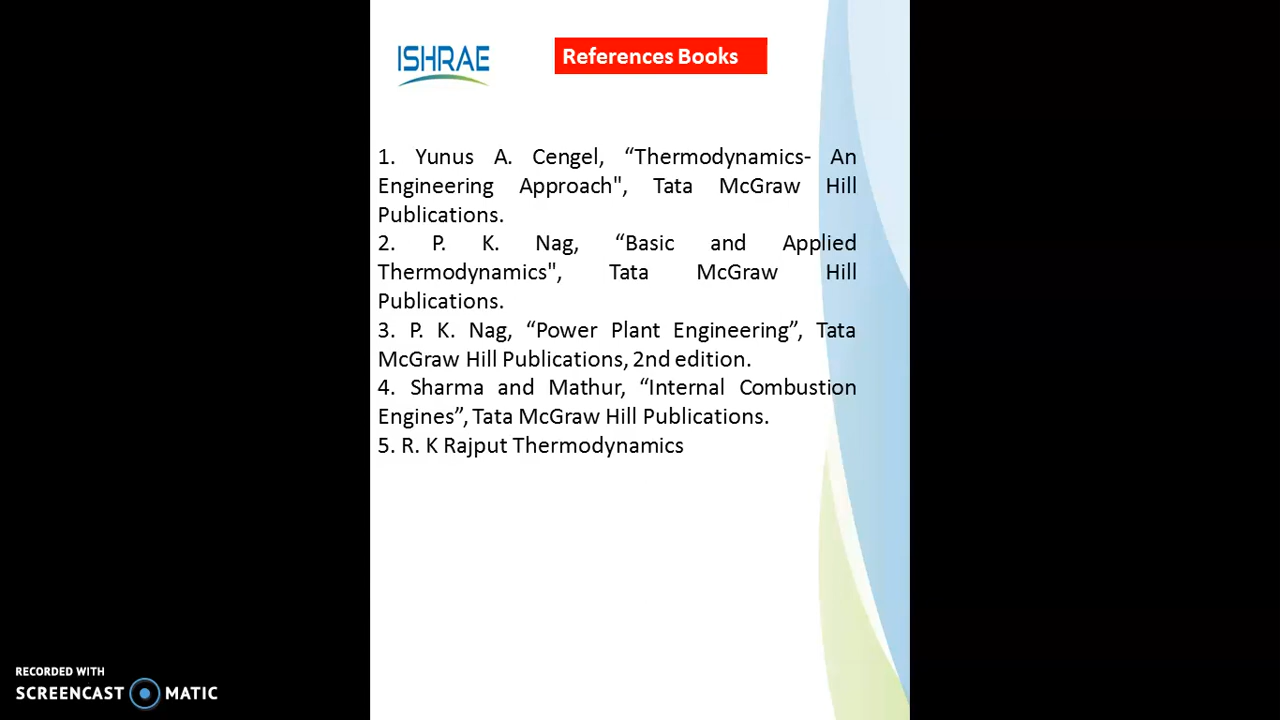 ISHRAE
References Books
1. Yunus A. Cengel, “Thermodynamics- An
Engineering Approach", Tata McGraw Hill
Publications.
2. P. K. Nag, “Basic and Applied
Thermodynamics", Tata McGraw Hill
Publications.
3. P. K. Nag, “Power Plant Engineering”, Tata
McGraw Hill Publications, 2nd edition.
4. Sharma and Mathur, “Internal Combustion
Engines”, Tata McGraw Hill Publications.
5. R. K Rajput Thermodynamics
RECORDED WITH
SCREENCAST MATIC